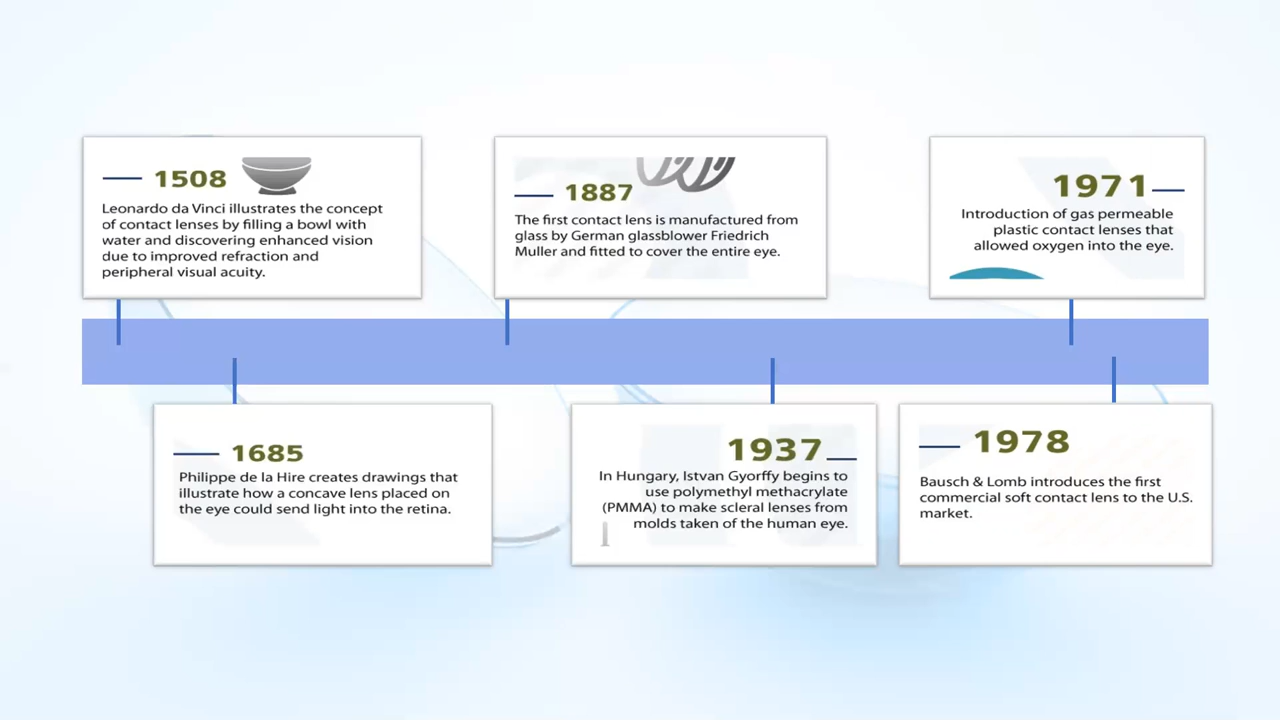 1508
Leonardo da Vinci illustrates the concept
of contact lenses by filling a bowl with
water and discovering enhanced vision
due to improved refraction and
peripheral visual acuity.
1887
The first contact lens is manufactured from
glass by German glassblower Friedrich
Muller and fitted to cover the entire eye.
1971
Introduction of gas permeable
plastic contact lenses that
allowed oxygen into the eye.
1685
Philippe de la Hire creates drawings that
illustrate how a concave lens placed on
the eye could send light into the retina.
1937
In Hungary, Istvan Gyorffy begins to
use polymethyl methacrylate
(PMMA) to make scleral lenses from
molds taken of the human eye.
1978
Bausch & Lomb introduces the first
commercial soft contact lens to the U.S.
market.